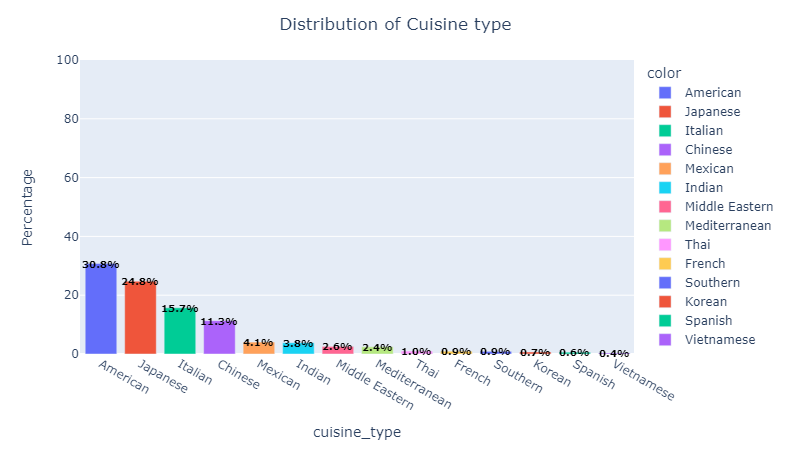 Distribution of Cuisine type
Percentage
100
80
60
40
20
0
30.8%
24.8%
15.7%
11.3%
4.1%
3.8%
2.6%
2.4%
1.0%
0.9%
0.9%
0.7%
0.6%
0.4%
American
Japanese
Italian
Chinese
Mexican
Indian
Middle Eastern
Mediterranean
Thai
French
Southern
Korean
Spanish
Vietnamese
cuisine_type
color
American
Japanese
Italian
Chinese
Mexican
Indian
Middle Eastern
Mediterranean
Thai
French
Southern
Korean
Spanish
Vietnamese